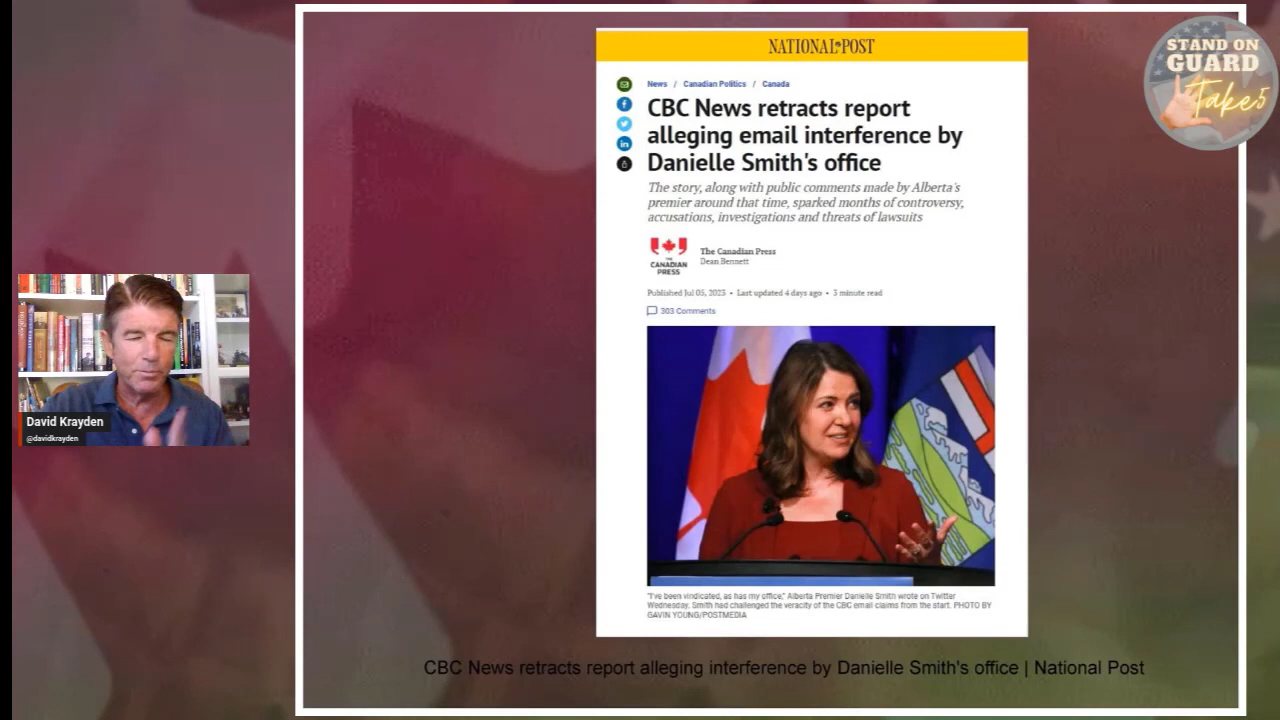 NATIONAL POST
STAND ON
GUARD
Take5
News / Canadian Politics / Canada
CBC News retracts report
alleging email interference by
Danielle Smith's office
The story, along with public comments made by Alberta's
premier around that time, sparked months of controversy,
accusations, investigations and threats of lawsuits
THE
CANADIAN
PRESS
The Canadian Press
Dean Bennett
Published Jul 05, 2023 • Last updated 4 days ago • 3 minute read
303 Comments
"I've been vindicated, as has my office," Alberta Premier Danielle Smith wrote on Twitter
Wednesday. Smith had challenged the veracity of the CBC email claims from the start. PHOTO BY
GAVIN YOUNG/POSTMEDIA
David Krayden
@davidkrayden
CBC News retracts report alleging interference by Danielle Smith's office | National Post